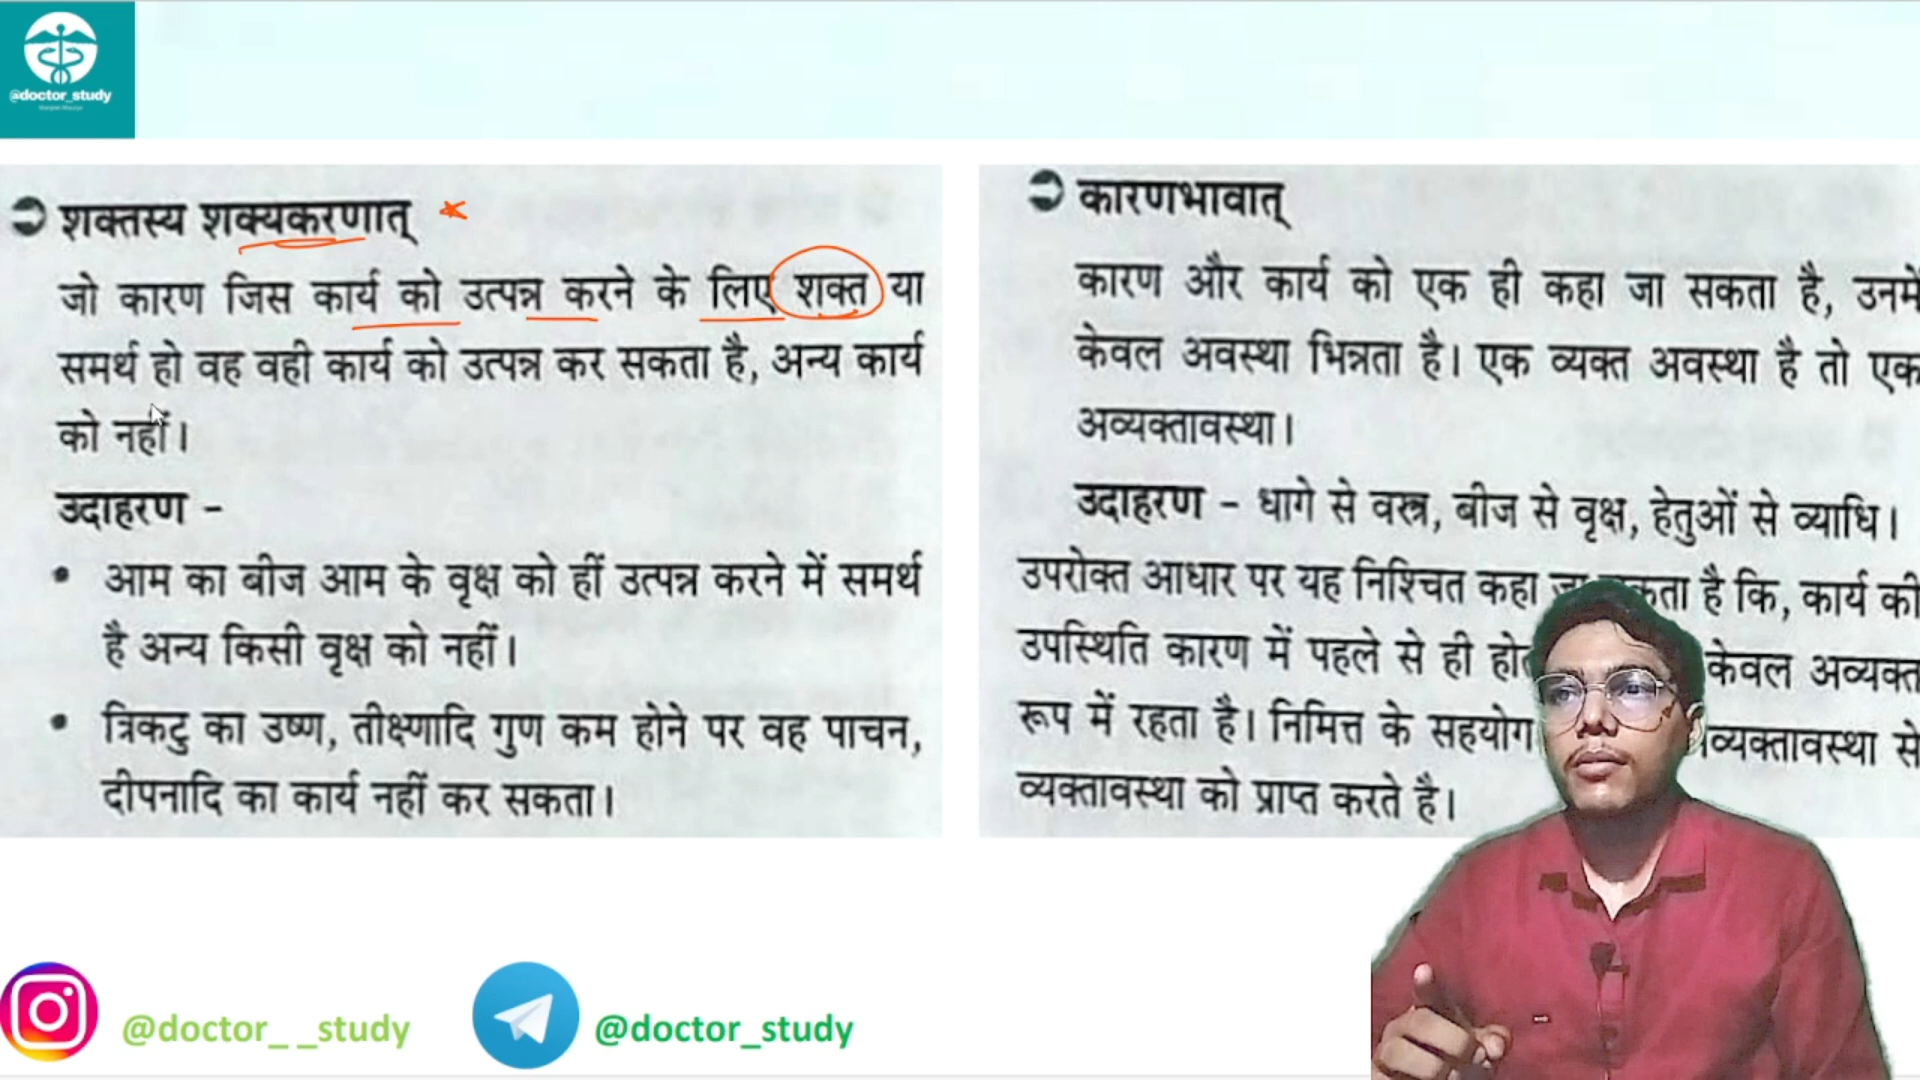 @doctor_study
शक्तस्य शक्यकरणात्
जो कारण जिस कार्य को उत्पन्न करने के लिए शक्त या
समर्थ हो वह वही कार्य को उत्पन्न कर सकता है, अन्य कार्य
को नहीं।
उदाहरण -
• आम का बीज आम के वृक्ष को हीं उत्पन्न करने में समर्थ
है अन्य किसी वृक्ष को नहीं।
• त्रिकटु का उष्ण, तीक्ष्णादि गुण कम होने पर वह पाचन,
दीपनादि का कार्य नहीं कर सकता।
कारणभावात्
कारण और कार्य को एक ही कहा जा सकता है, उनमें
केवल अवस्था भिन्नता है। एक व्यक्त अवस्था है तो एक
अव्यक्तावस्था।
उदाहरण - धागे से वस्त्र, बीज से वृक्ष, हेतुओं से व्याधि।
उपरोक्त आधार पर यह निश्चित कहा है कि, कार्य की
उपस्थिति कारण में पहले से ही केवल अव्यक्त
रूप में रहता है। निमित्त के सहयोग से
व्यक्तावस्था को प्राप्त करते है।
@doctor_ _study
@doctor_study